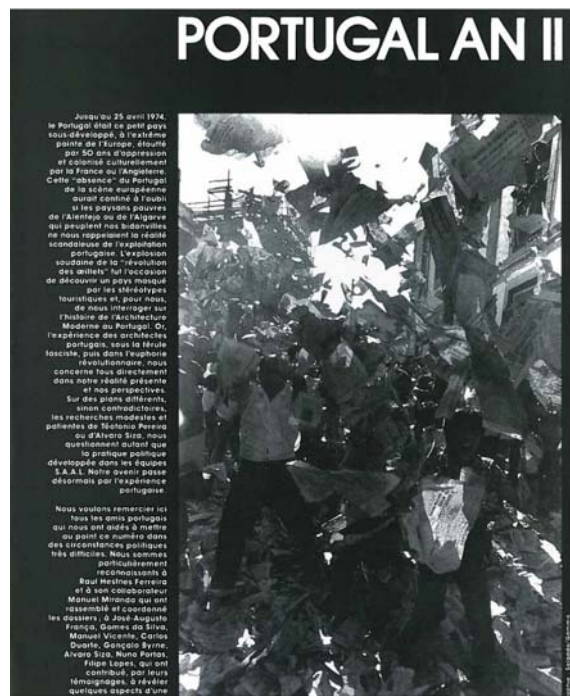 PORTUGAL AN II
Jusqu'au 25 avril 1974,
le Portugal était ce petit pays
sous-développé, à l'extrême
pointe de l'Europe, étouffé
par 50 ans d'oppression
et colonisé culturellement
par la France ou l'Angleterre.
Cette "absence" du Portugal
de la scène européenne
aurait confiné à l'oubli
si les paysans pauvres
de l'Alentejo ou de l'Algarve
qui peuplent nos bidonvilles
ne nous rappelaient la réalité
scandaleuse de l'exploitation
portugaise. L'explosion
soudaine de la "révolution
des œillets" fut l'occasion
de découvrir un pays masqué
par les stéréotypes
touristiques et, pour nous,
de nous interroger sur
l'histoire de l'Architecture
Moderne au Portugal. Or,
l'expérience des architectes
portugais, sous la férule
fasciste, puis dans l'euphorie
révolutionnaire, nous
concerne tous directement
dans notre réalité présente
et nos perspectives.
Sur des plans différents,
sinon contradictoires,
les recherches modestes et
patientes de Téotonio Pereira
ou d'Alvaro Siza, nous
questionnent autant que
la pratique politique
développée dans les équipes
S.A.A.L. Notre avenir passe
désormais par l'expérience
portugaise.
Nous voulons remercier ici
tous les amis portugais
qui nous ont aidés à mettre
au point ce numéro dans
des circonstances politiques
très difficiles. Nous sommes
particulièrement
reconnaissants à
Raul Hestnes Ferreira
et à son collaborateur
Manuel Miranda qui ont
rassemblé et coordonné
les dossiers ; à José-Augusto
França, Gomes da Silva,
Manuel Vicente, Carlos
Duarte, Gonçalo Byrne,
Alvaro Siza, Nuno Portas,
Filipe Lopes, qui ont
contribué, par leurs
témoignages, à révéler
quelques aspects d'une